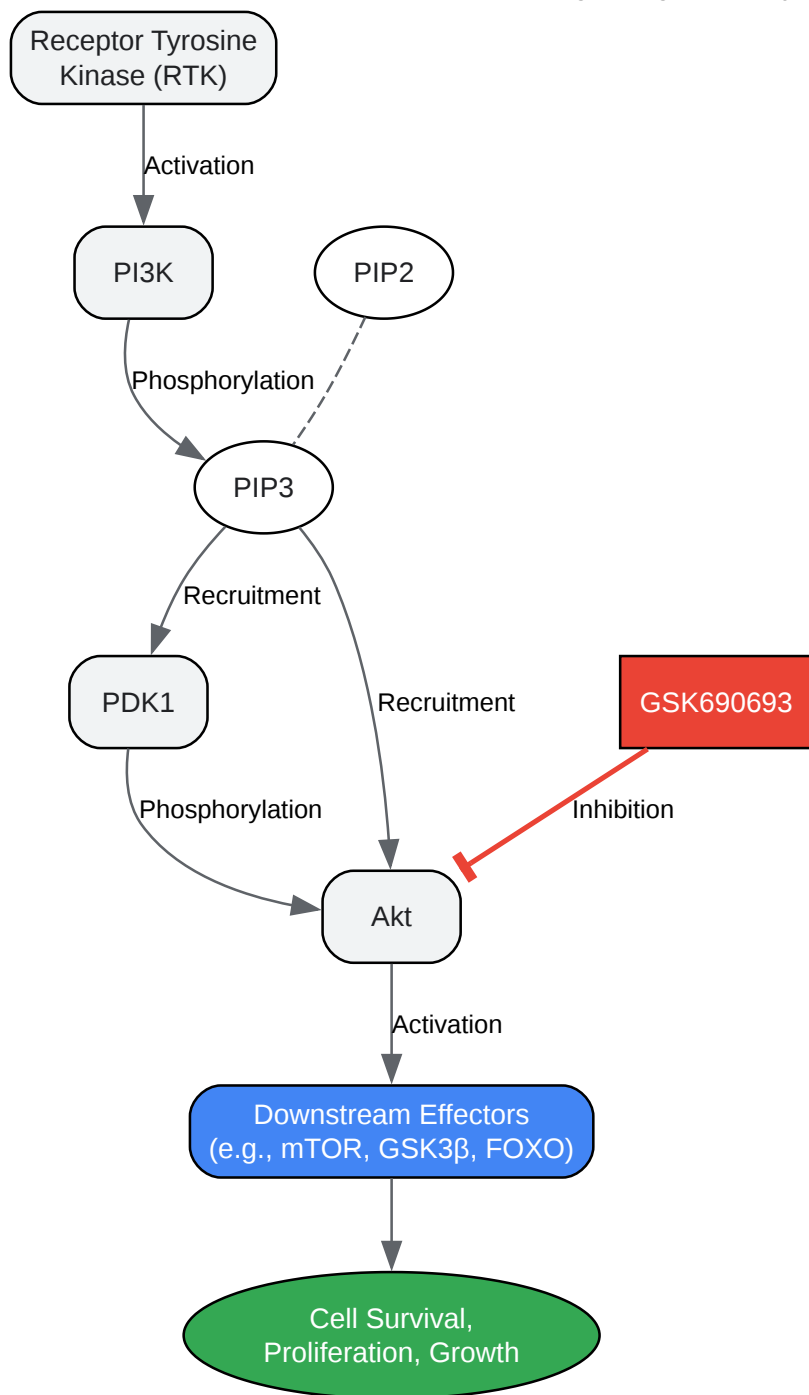 Receptor Tyrosine
Kinase (RTK)
Activation
PI3K
PIP2
Phosphorylation
PIP3
Recruitment
PDK1
GSK690693
Recruitment
Phosphorylation
Inhibition
Akt
Activation
Downstream Effectors
(e.g., mTOR, GSK3β, FOXO)
Cell Survival,
Proliferation, Growth